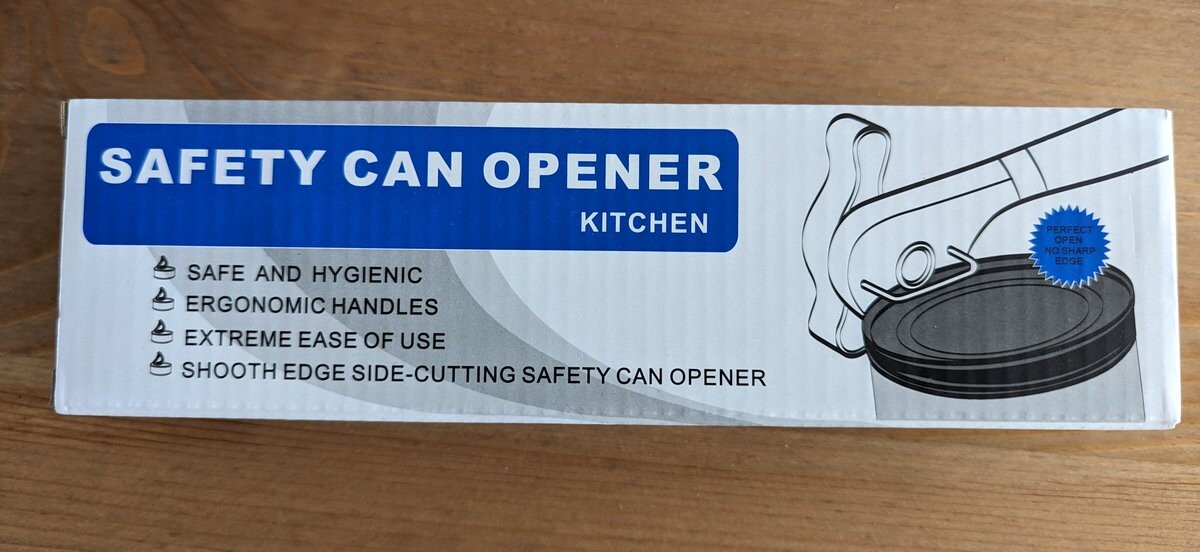 SAFETY CAN OPENER
KITCHEN
SAFE AND HYGIENIC
ERGONOMIC HANDLES
EXTREME EASE OF USE
SHOOTH EDGE SIDE-CUTTING SAFETY CAN OPENER
PERFECT
OPEN
NO SHARP
EDGE